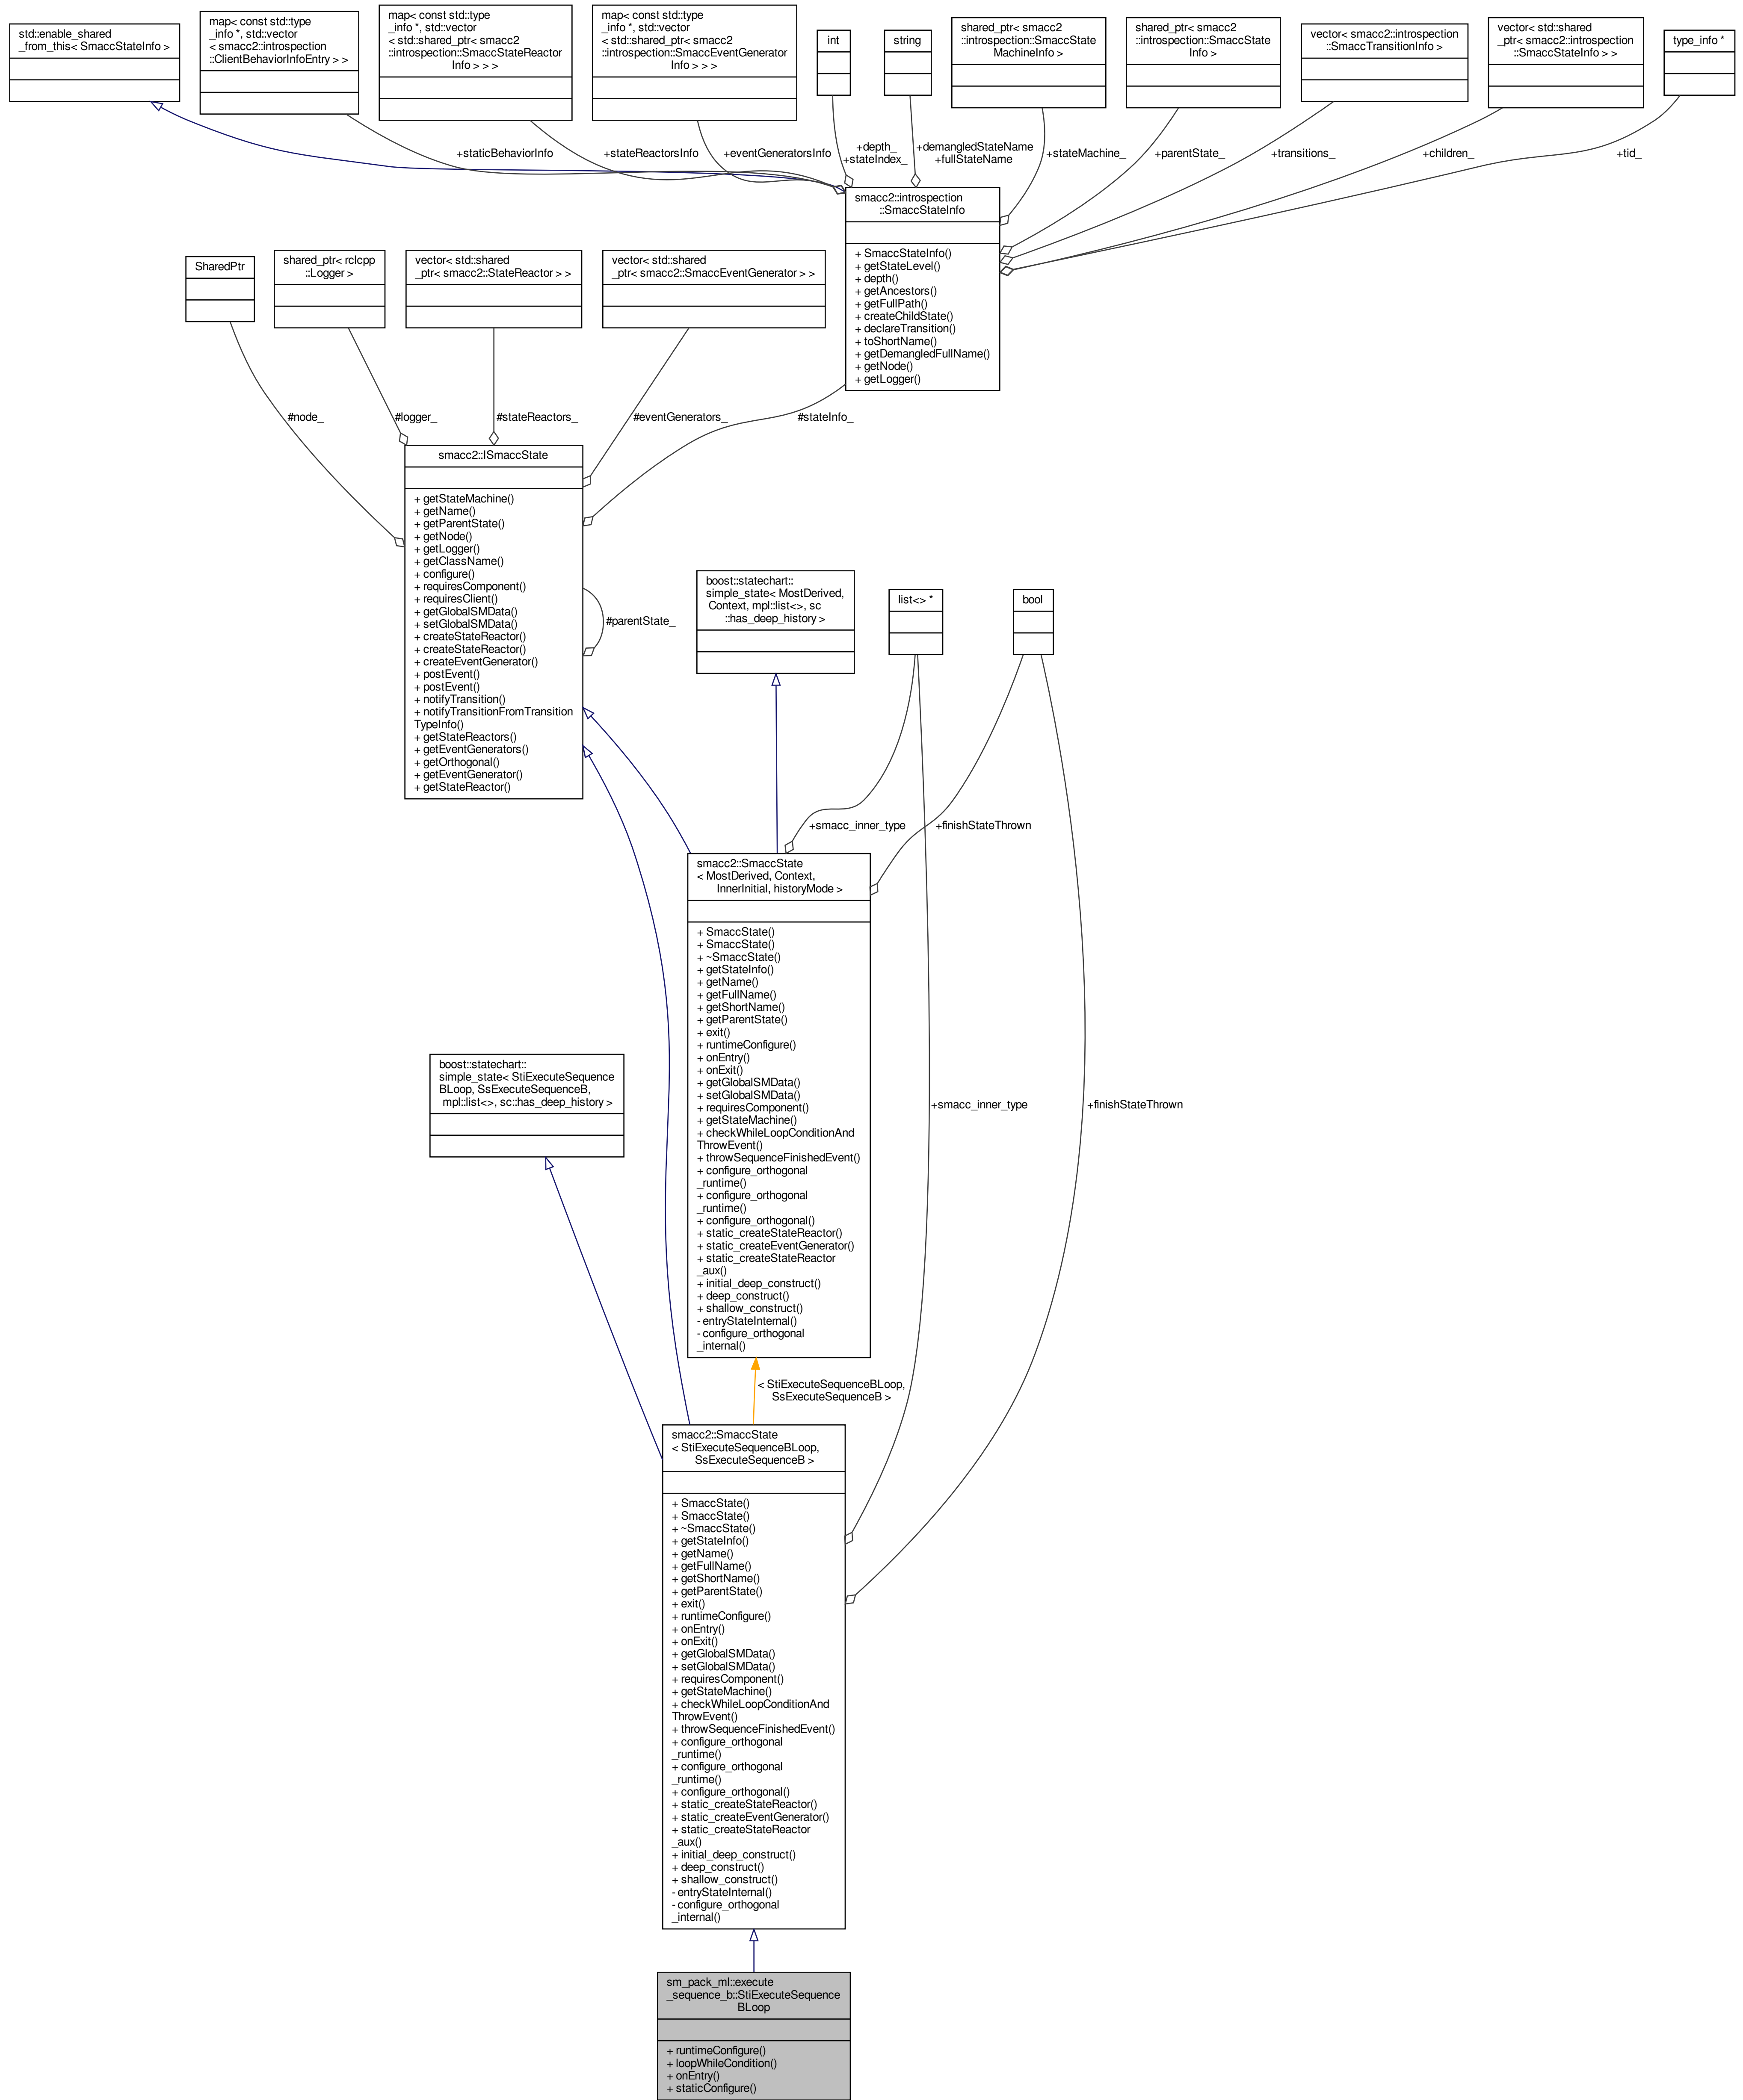 std::enable_shared
_from_this< SmaccStateInfo >
map< const std::type
_info *, std::vector
< smacc2::introspection
::ClientBehaviorInfoEntry > >
map< const std::type
_info *, std::vector
< std::shared_ptr< smacc2
::introspection::SmaccStateReactor
Info > > >
map< const std::type
_info *, std::vector
< std::shared_ptr< smacc2
::introspection::SmaccEventGenerator
Info > > >
int
string
shared_ptr< smacc2
::introspection::SmaccState
MachineInfo >
shared_ptr< smacc2
::introspection::SmaccState
Info >
vector< smacc2::introspection
::SmaccTransitionInfo >
vector< std::shared
_ptr< smacc2::introspection
::SmaccStateInfo > >
type_info *
+staticBehaviorInfo
+stateReactorsInfo
+eventGeneratorsInfo
+depth_
+stateIndex_
+demangledStateName
+fullStateName
+stateMachine_
+parentState_
+transitions_
+children_
+tid_
smacc2::introspection
::SmaccStateInfo
+ SmaccStateInfo()
+ getStateLevel()
+ depth()
+ getAncestors()
+ getFullPath()
+ createChildState()
+ declareTransition()
+ toShortName()
+ getDemangledFullName()
+ getNode()
+ getLogger()
SharedPtr
shared_ptr< rclcpp
::Logger >
vector< std::shared
_ptr< smacc2::StateReactor > >
vector< std::shared
_ptr< smacc2::SmaccEventGenerator > >
#node_
#logger_
#stateReactors_
#eventGenerators_
#stateInfo_
smacc2::ISmaccState
+ getStateMachine()
+ getName()
+ getParentState()
+ getNode()
+ getLogger()
+ getClassName()
+ configure()
+ requiresComponent()
+ requiresClient()
+ getGlobalSMData()
+ setGlobalSMData()
+ createStateReactor()
+ createStateReactor()
+ createEventGenerator()
+ postEvent()
+ postEvent()
+ notifyTransition()
+ notifyTransitionFromTransition
TypeInfo()
+ getStateReactors()
+ getEventGenerators()
+ getOrthogonal()
+ getEventGenerator()
+ getStateReactor()
#parentState_
boost::statechart::
simple_state< MostDerived,
Context, mpl::list<>, sc
::has_deep_history >
list<> *
bool
+smacc_inner_type
+finishStateThrown
smacc2::SmaccState
< MostDerived, Context,
InnerInitial, historyMode >
+ SmaccState()
+ SmaccState()
+ ~SmaccState()
+ getStateInfo()
+ getName()
+ getFullName()
+ getShortName()
+ getParentState()
+ exit()
+ runtimeConfigure()
+ onEntry()
+ onExit()
+ getGlobalSMData()
+ setGlobalSMData()
+ requiresComponent()
+ getStateMachine()
+ checkWhileLoopConditionAnd
ThrowEvent()
+ throwSequenceFinishedEvent()
+ configure_orthogonal
_runtime()
+ configure_orthogonal
_runtime()
+ configure_orthogonal()
+ static_createStateReactor()
+ static_createEventGenerator()
+ static_createStateReactor
_aux()
+ initial_deep_construct()
+ deep_construct()
+ shallow_construct()
- entryStateInternal()
- configure_orthogonal
_internal()
boost::statechart::
simple_state< StiExecuteSequence
BLoop, SsExecuteSequenceB,
mpl::list<>, sc::has_deep_history >
+smacc_inner_type
+finishStateThrown
< StiExecuteSequenceBLoop,
SsExecuteSequenceB >
smacc2::SmaccState
< StiExecuteSequenceBLoop,
SsExecuteSequenceB >
+ SmaccState()
+ SmaccState()
+ ~SmaccState()
+ getStateInfo()
+ getName()
+ getFullName()
+ getShortName()
+ getParentState()
+ exit()
+ runtimeConfigure()
+ onEntry()
+ onExit()
+ getGlobalSMData()
+ setGlobalSMData()
+ requiresComponent()
+ getStateMachine()
+ checkWhileLoopConditionAnd
ThrowEvent()
+ throwSequenceFinishedEvent()
+ configure_orthogonal
_runtime()
+ configure_orthogonal
_runtime()
+ configure_orthogonal()
+ static_createStateReactor()
+ static_createEventGenerator()
+ static_createStateReactor
_aux()
+ initial_deep_construct()
+ deep_construct()
+ shallow_construct()
- entryStateInternal()
- configure_orthogonal
_internal()
sm_pack_ml::execute
_sequence_b::StiExecuteSequence
BLoop
+ runtimeConfigure()
+ loopWhileCondition()
+ onEntry()
+ staticConfigure()